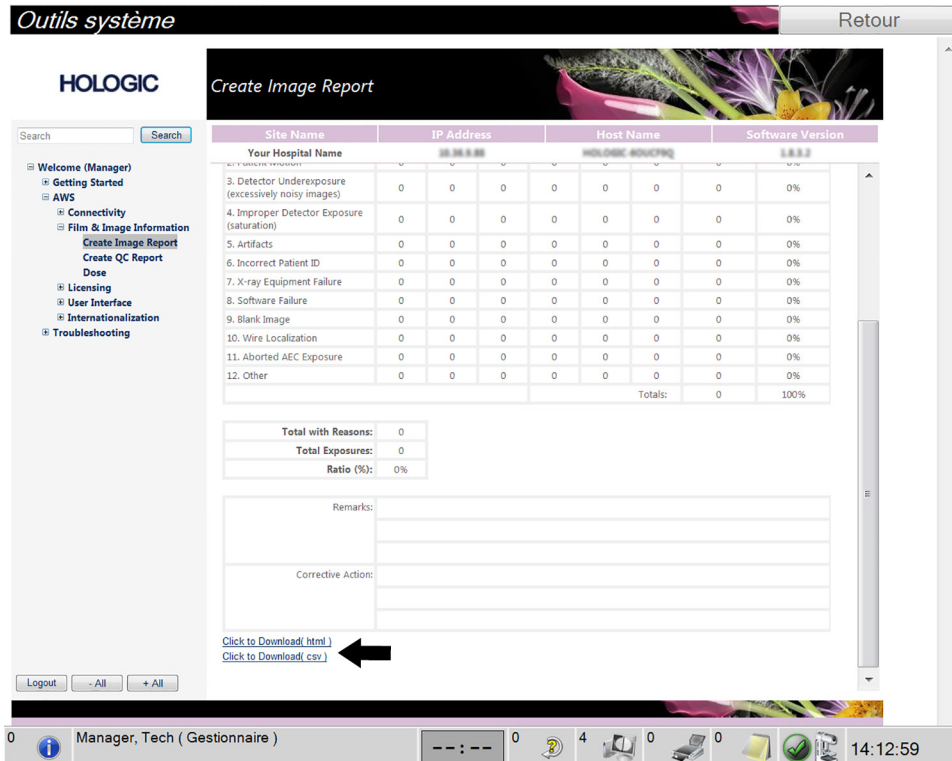 Outils système
Retour
HOLOGIC
Create Image Report
Search
Search
Site Name IP Address Host Name Software Version
Your Hospital Name
Welcome (Manager)
Getting Started
AWS
Connectivity
Film & Image Information
Create Image Report
Create QC Report
Dose
Licensing
User Interface
Internationalization
Troubleshooting
3. Detector Underexposure
(excessively noisy images) 0 0 0 0 0 0 0 0%
4. Improper Detector Exposure
(saturation) 0 0 0 0 0 0 0 0%
5. Artifacts 0 0 0 0 0 0 0 0%
6. Incorrect Patient ID 0 0 0 0 0 0 0 0%
7. X-ray Equipment Failure 0 0 0 0 0 0 0 0%
8. Software Failure 0 0 0 0 0 0 0 0%
9. Blank Image 0 0 0 0 0 0 0 0%
10. Wire Localization 0 0 0 0 0 0 0 0%
11. Aborted AEC Exposure 0 0 0 0 0 0 0 0%
12. Other 0 0 0 0 0 0 0 0%
Totals: 0 100%
Total with Reasons: 0
Total Exposures: 0
Ratio (%): 0%
Remarks:
Corrective Action:
Click to Download( html )
Click to Download( csv )
Logout - All + All
0 Manager, Tech ( Gestionnaire ) --:-- 0 4 0 0 14:12:59